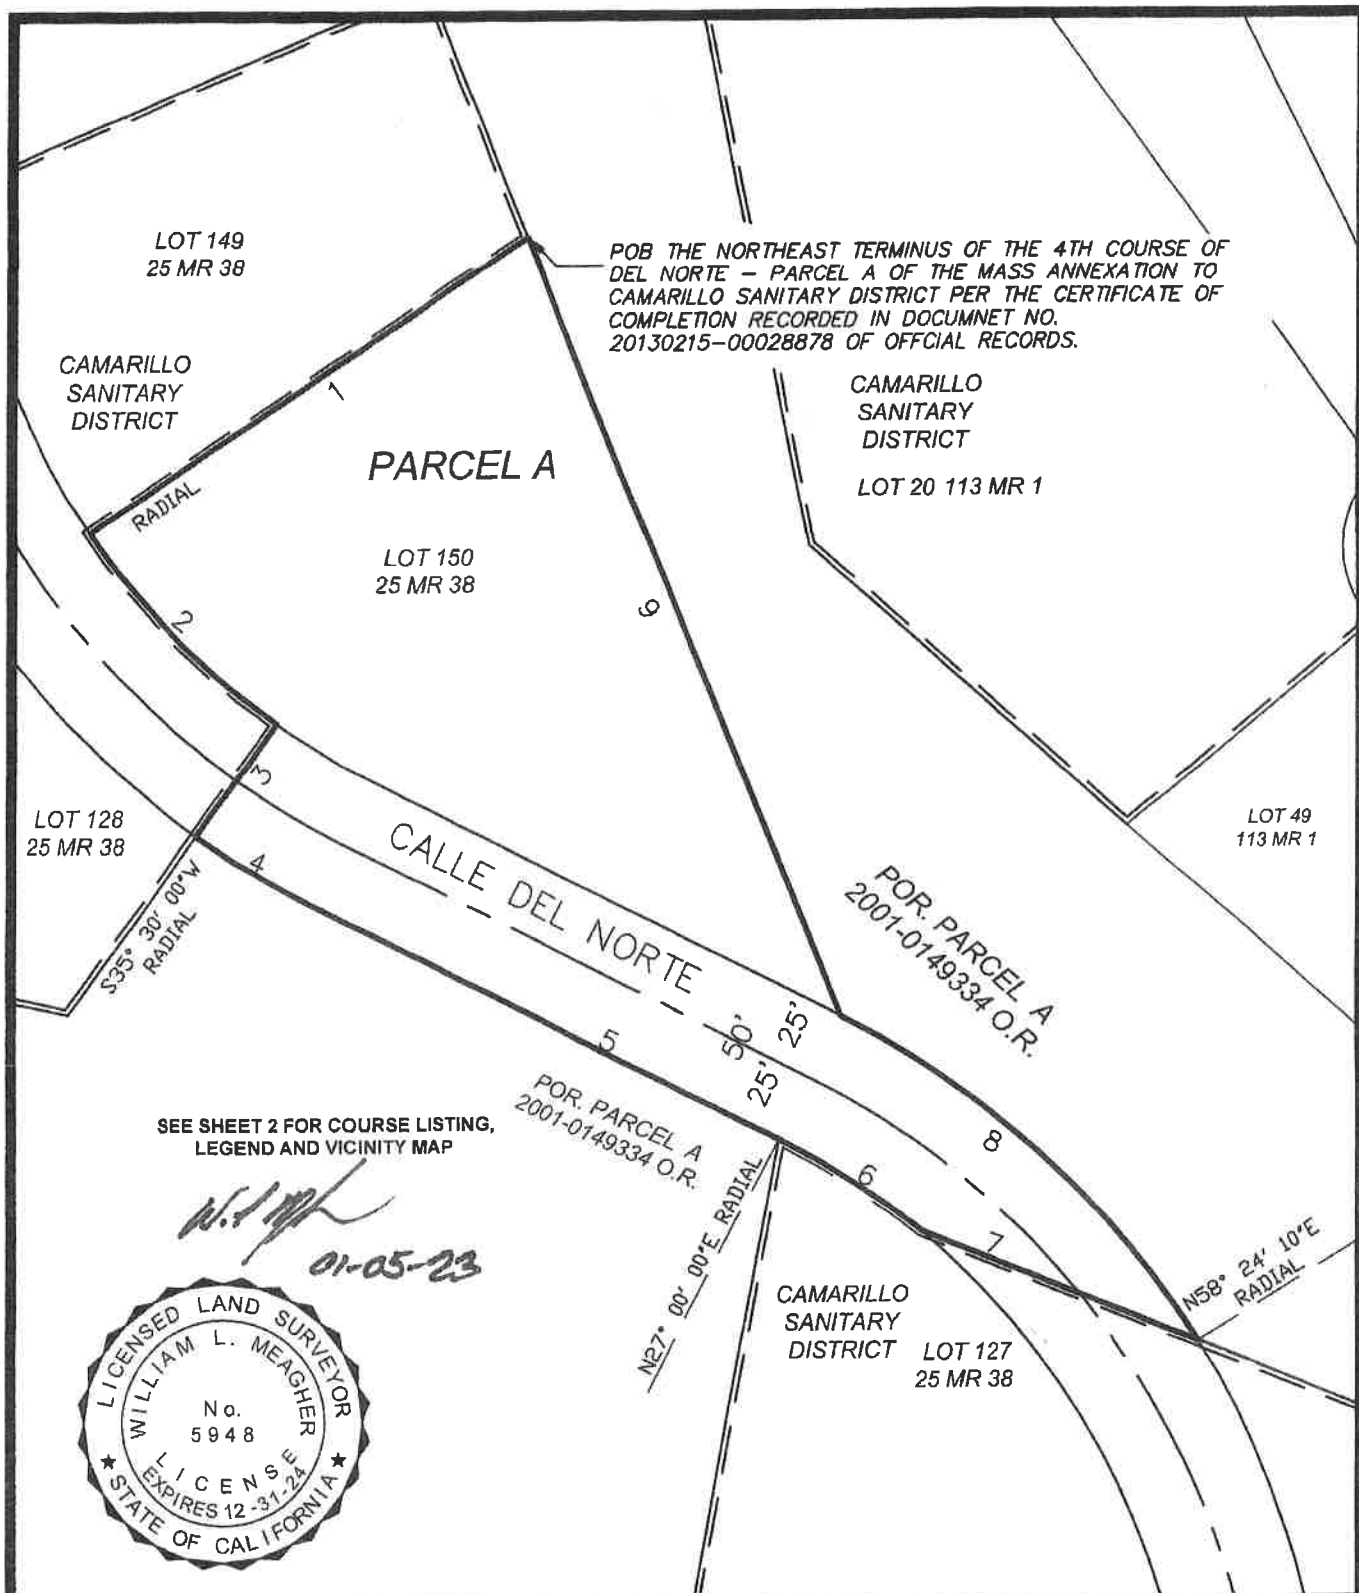 LOT 149
25 MR 38
POB THE NORTHEAST TERMINUS OF THE 4TH COURSE OF
DEL NORTE – PARCEL A OF THE MASS ANNEXATION TO
CAMARILLO SANITARY DISTRICT PER THE CERTIFICATE OF
COMPLETION RECORDED IN DOCUMNET NO.
20130215–00028878 OF OFFCIAL RECORDS.
CAMARILLO
SANITARY
DISTRICT
1
CAMARILLO
SANITARY
DISTRICT
LOT 20 113 MR 1
PARCEL A
RADIAL
LOT 150
25 MR 38
9
2
3
LOT 128
25 MR 38
LOT 49
113 MR 1
4
S35° 30' 00"W
RADIAL
CALLE DEL NORTE
POR. PARCEL A
2001-0149334 O.R.
5
50'
25'
25'
POR. PARCEL A
2001-0149334 O.R.
SEE SHEET 2 FOR COURSE LISTING,
LEGEND AND VICINITY MAP
8
6
7
N27° 00' 00"E RADIAL
N58° 24' 10"E
RADIAL
01-05-23
CAMARILLO
SANITARY
DISTRICT
LOT 127
25 MR 38
LICENSED LAND SURVEYOR
WILLIAM L. MEAGHER
No.
5948
LICENSE
EXPIRES 12-31-24
STATE OF CALIFORNIA